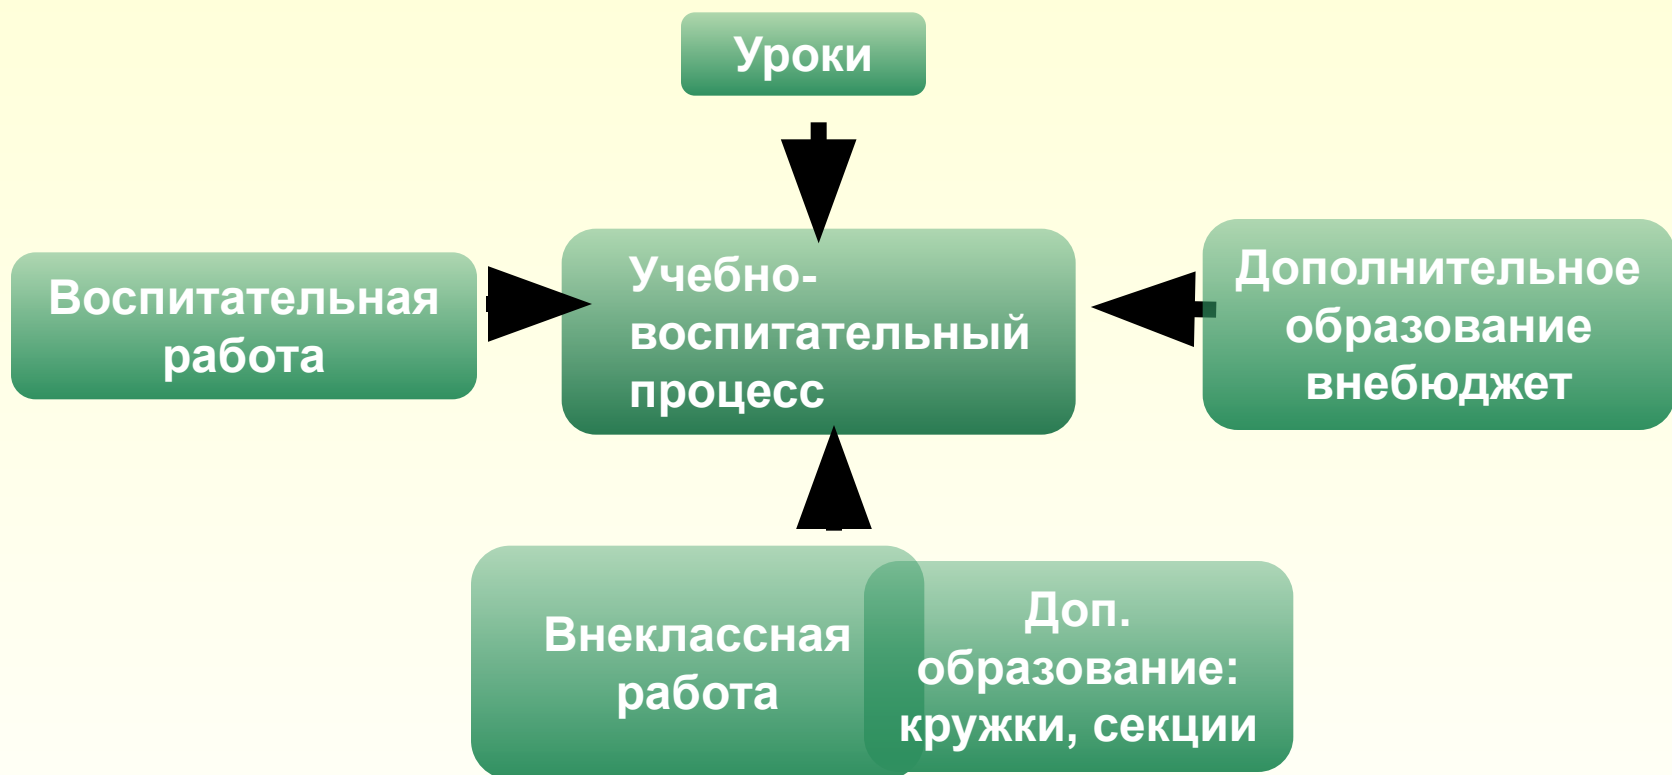 Уроки
Воспитательная
работа
Учебно-
воспитательный
процесс
Дополнительное
образование
внебюджет
Внеклассная
работа
Доп.
образование:
кружки, секции